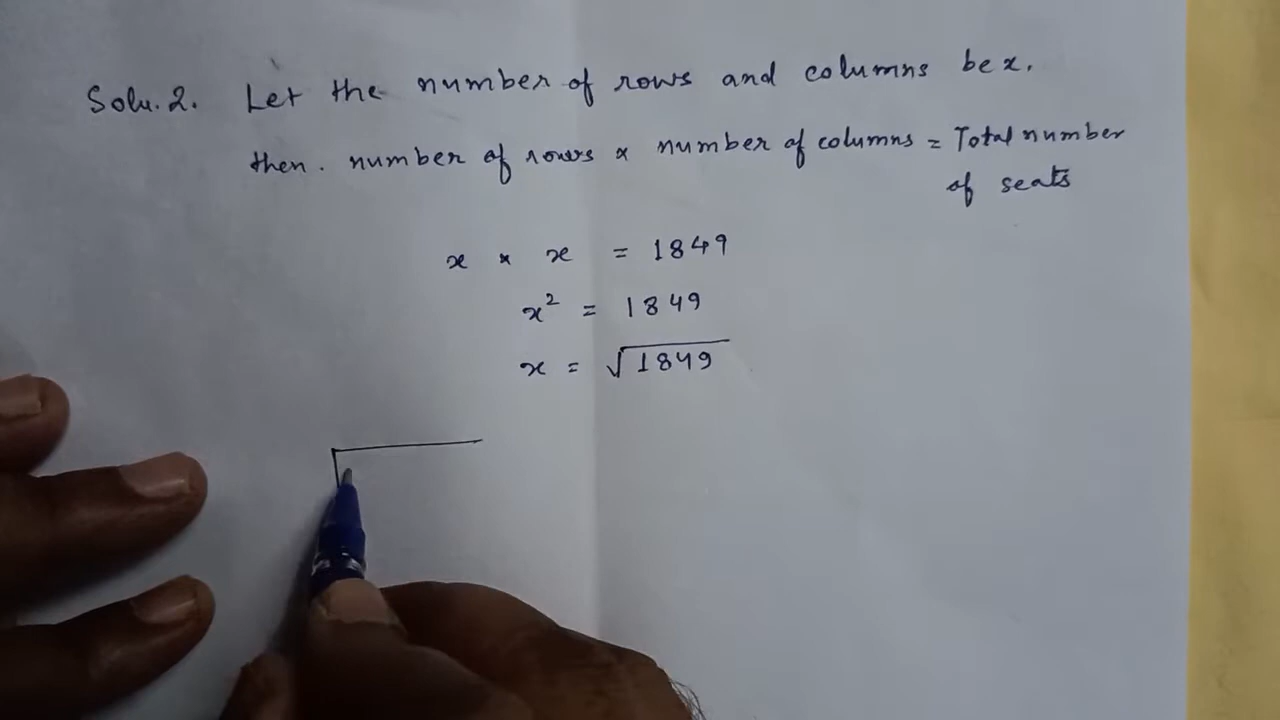 Solu. 2. Let the number of rows and columns be x.
then. number of rows × number of columns = Total number
of seats
x × x = 1849
x² = 1849
x = √1849